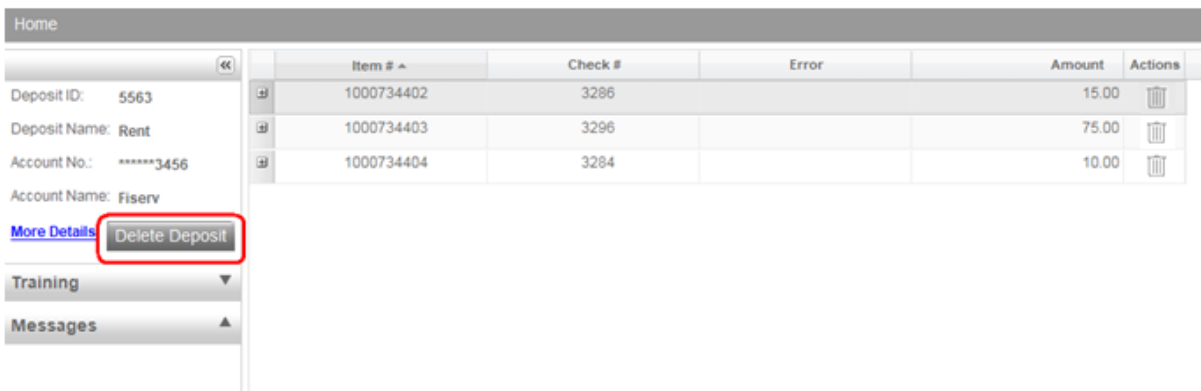 Home
Item # Check # Error Amount Actions
Deposit ID: 5563
1000734402 3286 15.00
Deposit Name: Rent
1000734403 3296 75.00
Account No.: ******3456
1000734404 3284 10.00
Account Name: Fiserv
More Details Delete Deposit
Training
Messages